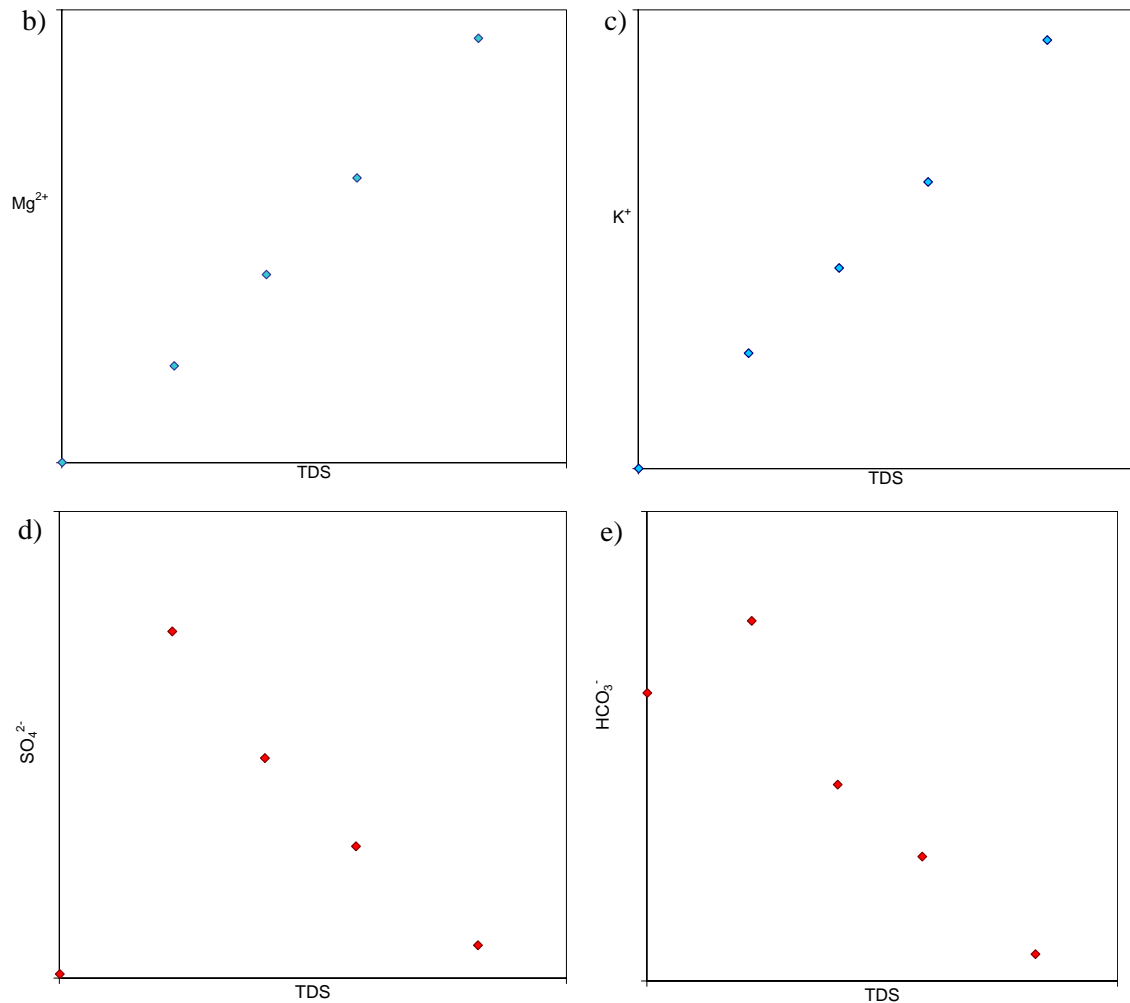 b)
Mg²⁺
TDS
c)
K⁺
TDS
d)
SO₄²⁻
TDS
e)
HCO₃⁻
TDS